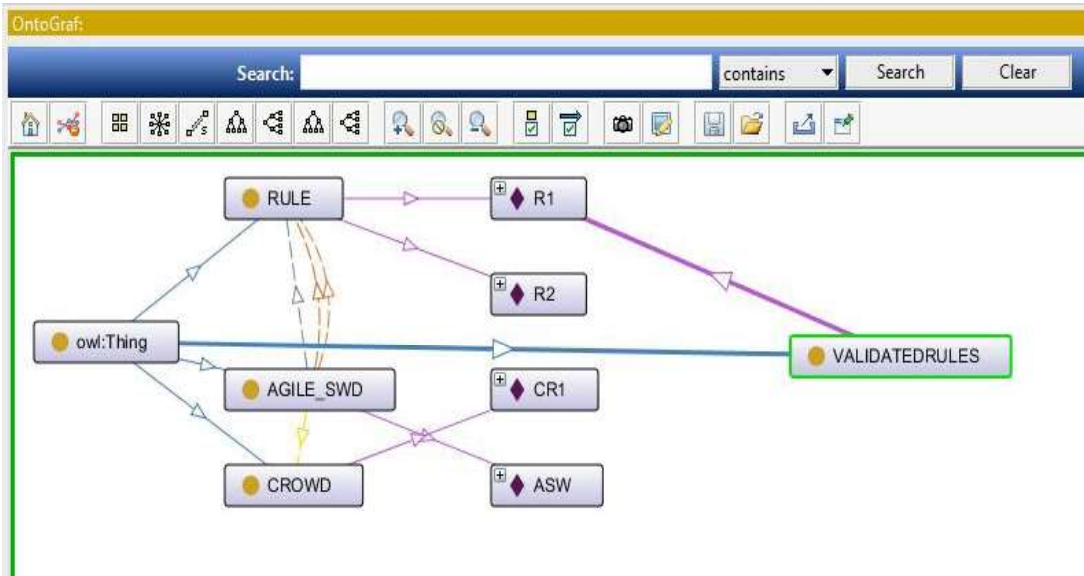 OntoGraf:
Search: contains Search Clear
RULE
R1
R2
owl:Thing
VALIDATEDRULES
AGILE_SWD
CR1
CROWD
ASW